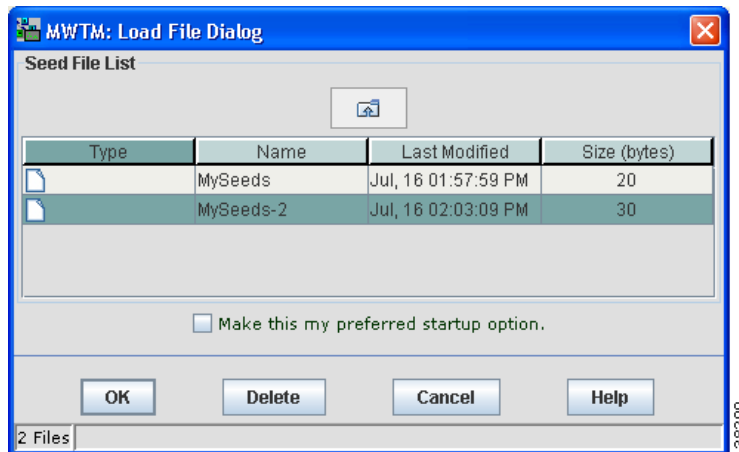 MWTM: Load File Dialog
Seed File List
Type Name Last Modified Size (bytes)
MySeeds Jul, 16 01:57:59 PM 20
MySeeds-2 Jul, 16 02:03:09 PM 30
Make this my preferred startup option.
OK Delete Cancel Help
2 Files